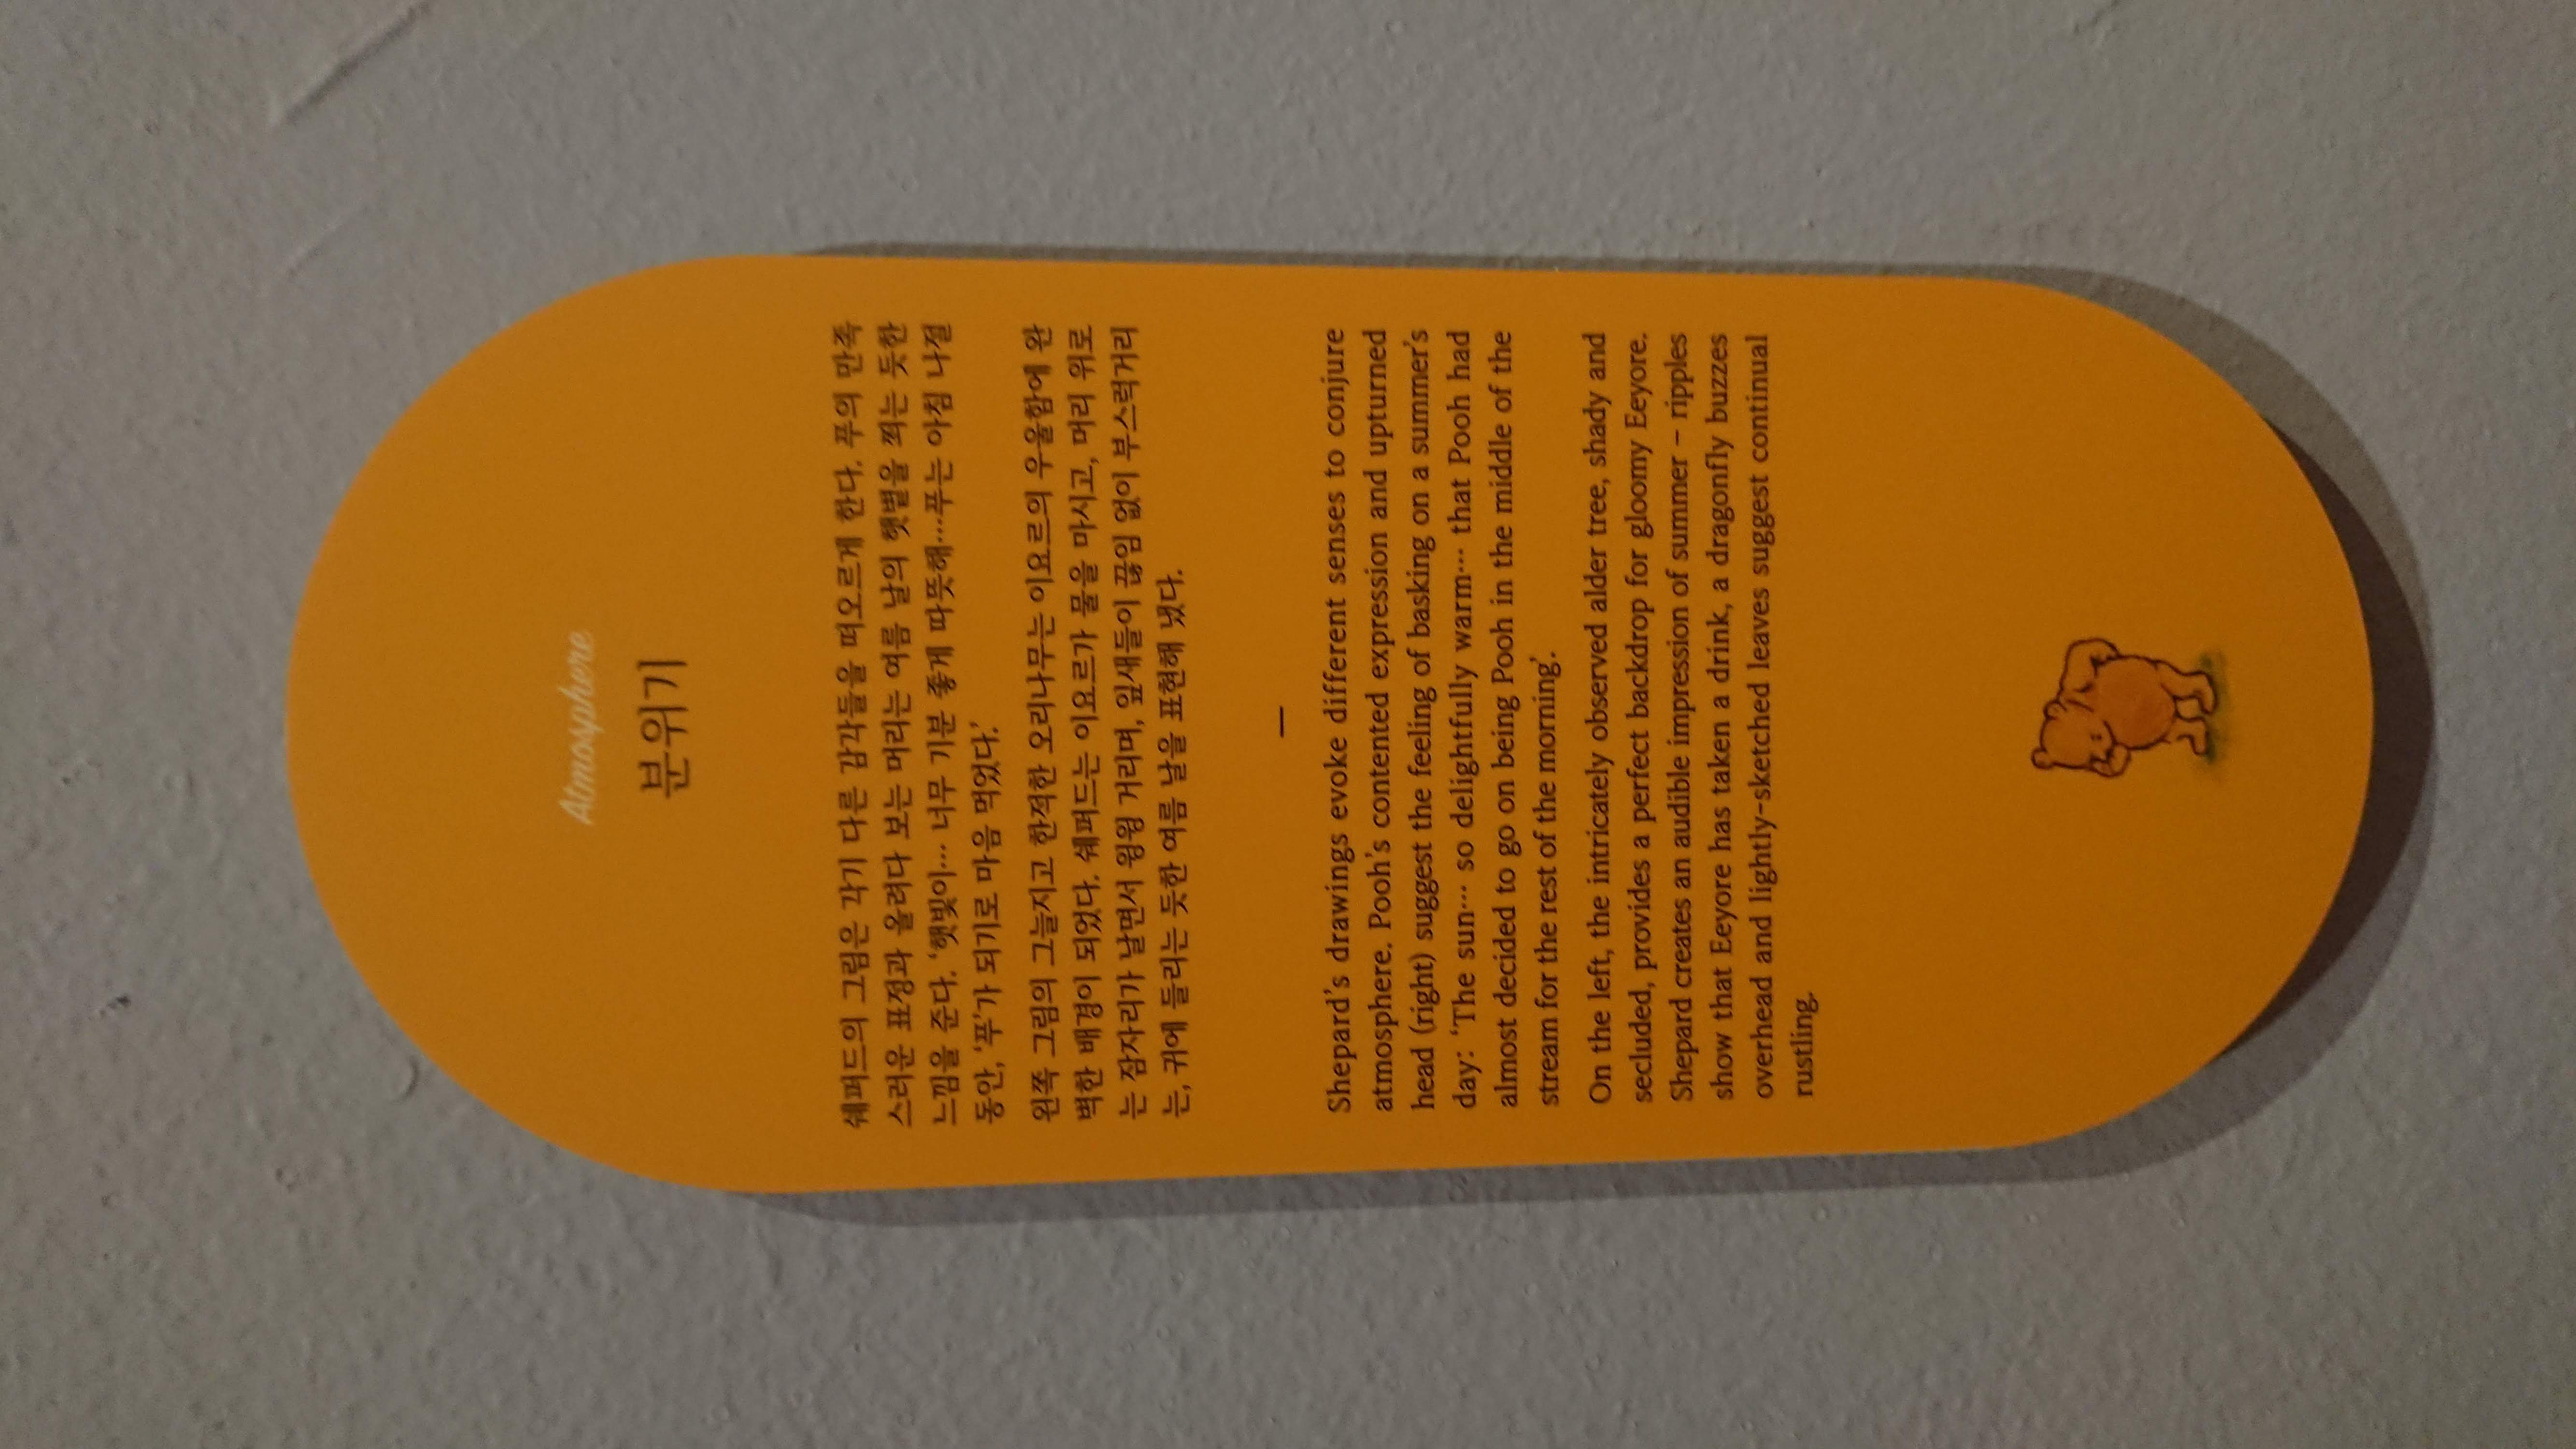 Atmosphere
분위기
쉐퍼드의 그림은 각기 다른 감각들을 떠오르게 한다. 푸의 만족
스러운 표정과 올려다 보는 머리는 여름 날의 햇볕을 쬐는 듯한
느낌을 준다. ‘햇빛이… 너무 기분 좋게 따뜻해…푸는 아침 나절
동안, ‘푸’가 되기로 마음 먹었다.’
왼쪽 그림의 그늘지고 한적한 오리나무는 이요르의 우울함에 완
벽한 배경이 되었다. 쉐퍼드는 이요르가 물을 마시고, 머리 위로
는 잠자리가 날면서 윙윙 거리며, 잎새들이 끊임 없이 부스럭거리
는, 귀에 들리는 듯한 여름 날을 표현해 냈다.
—
Shepard’s drawings evoke different senses to conjure
atmosphere. Pooh’s contented expression and upturned
head (right) suggest the feeling of basking on a summer’s
day: ‘The sun… so delightfully warm… that Pooh had
almost decided to go on being Pooh in the middle of the
stream for the rest of the morning’.
On the left, the intricately observed alder tree, shady and
secluded, provides a perfect backdrop for gloomy Eeyore.
Shepard creates an audible impression of summer – ripples
show that Eeyore has taken a drink, a dragonfly buzzes
overhead and lightly-sketched leaves suggest continual
rustling.